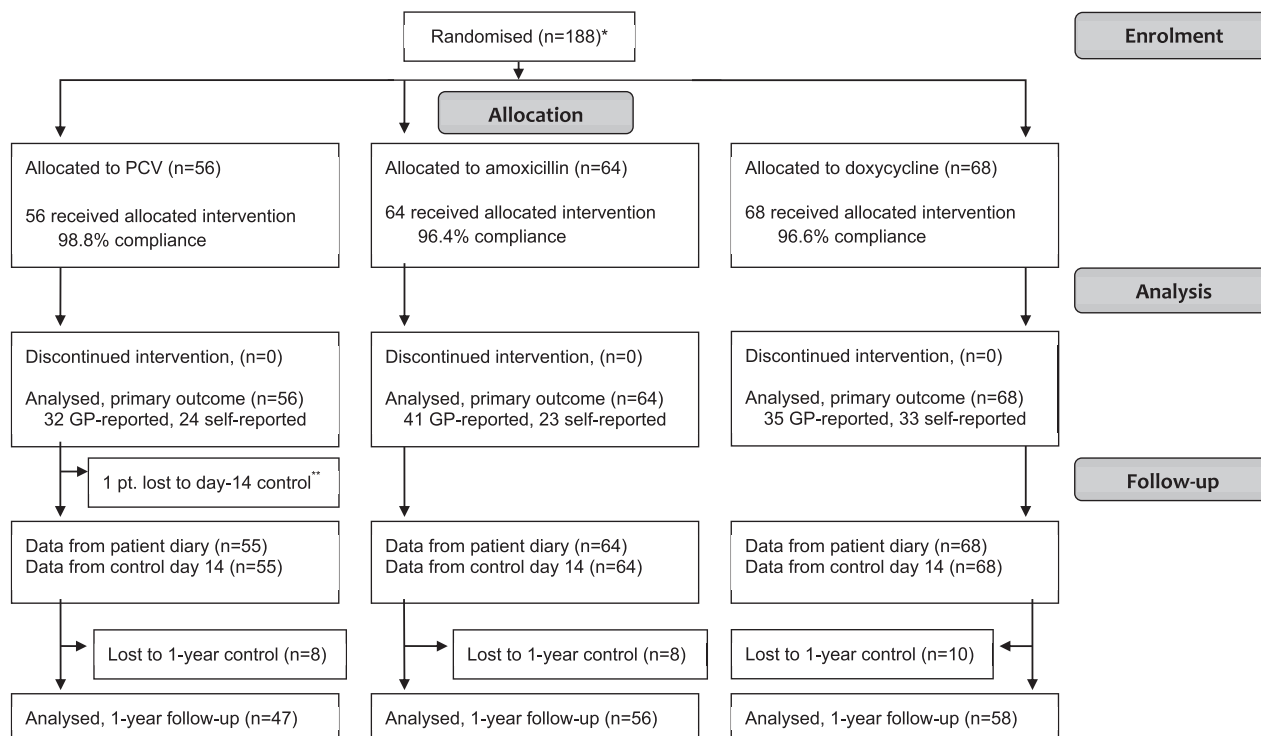 Randomised (n=188)*
Enrolment
Allocation
Allocated to PCV (n=56)
56 received allocated intervention
98.8% compliance
Allocated to amoxicillin (n=64)
64 received allocated intervention
96.4% compliance
Allocated to doxycycline (n=68)
68 received allocated intervention
96.6% compliance
Analysis
Discontinued intervention, (n=0)
Analysed, primary outcome (n=56)
32 GP-reported, 24 self-reported
Discontinued intervention, (n=0)
Analysed, primary outcome (n=64)
41 GP-reported, 23 self-reported
Discontinued intervention, (n=0)
Analysed, primary outcome (n=68)
35 GP-reported, 33 self-reported
1 pt. lost to day-14 control**
Follow-up
Data from patient diary (n=55)
Data from control day 14 (n=55)
Data from patient diary (n=64)
Data from control day 14 (n=64)
Data from patient diary (n=68)
Data from control day 14 (n=68)
Lost to 1-year control (n=8)
Lost to 1-year control (n=8)
Lost to 1-year control (n=10)
Analysed, 1-year follow-up (n=47)
Analysed, 1-year follow-up (n=56)
Analysed, 1-year follow-up (n=58)